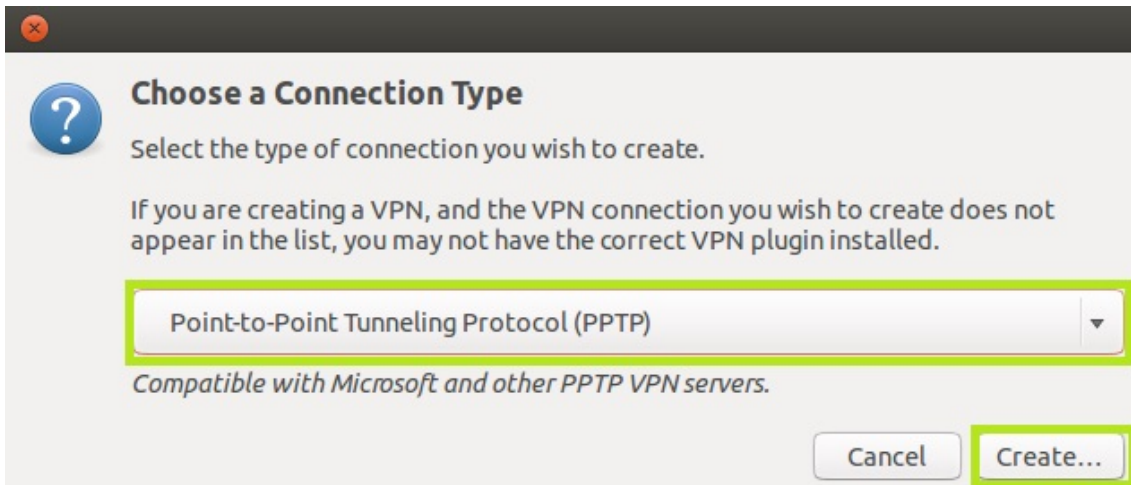 Choose a Connection Type
Select the type of connection you wish to create.
If you are creating a VPN, and the VPN connection you wish to create does not
appear in the list, you may not have the correct VPN plugin installed.
Point-to-Point Tunneling Protocol (PPTP)
Compatible with Microsoft and other PPTP VPN servers.
Cancel Create...